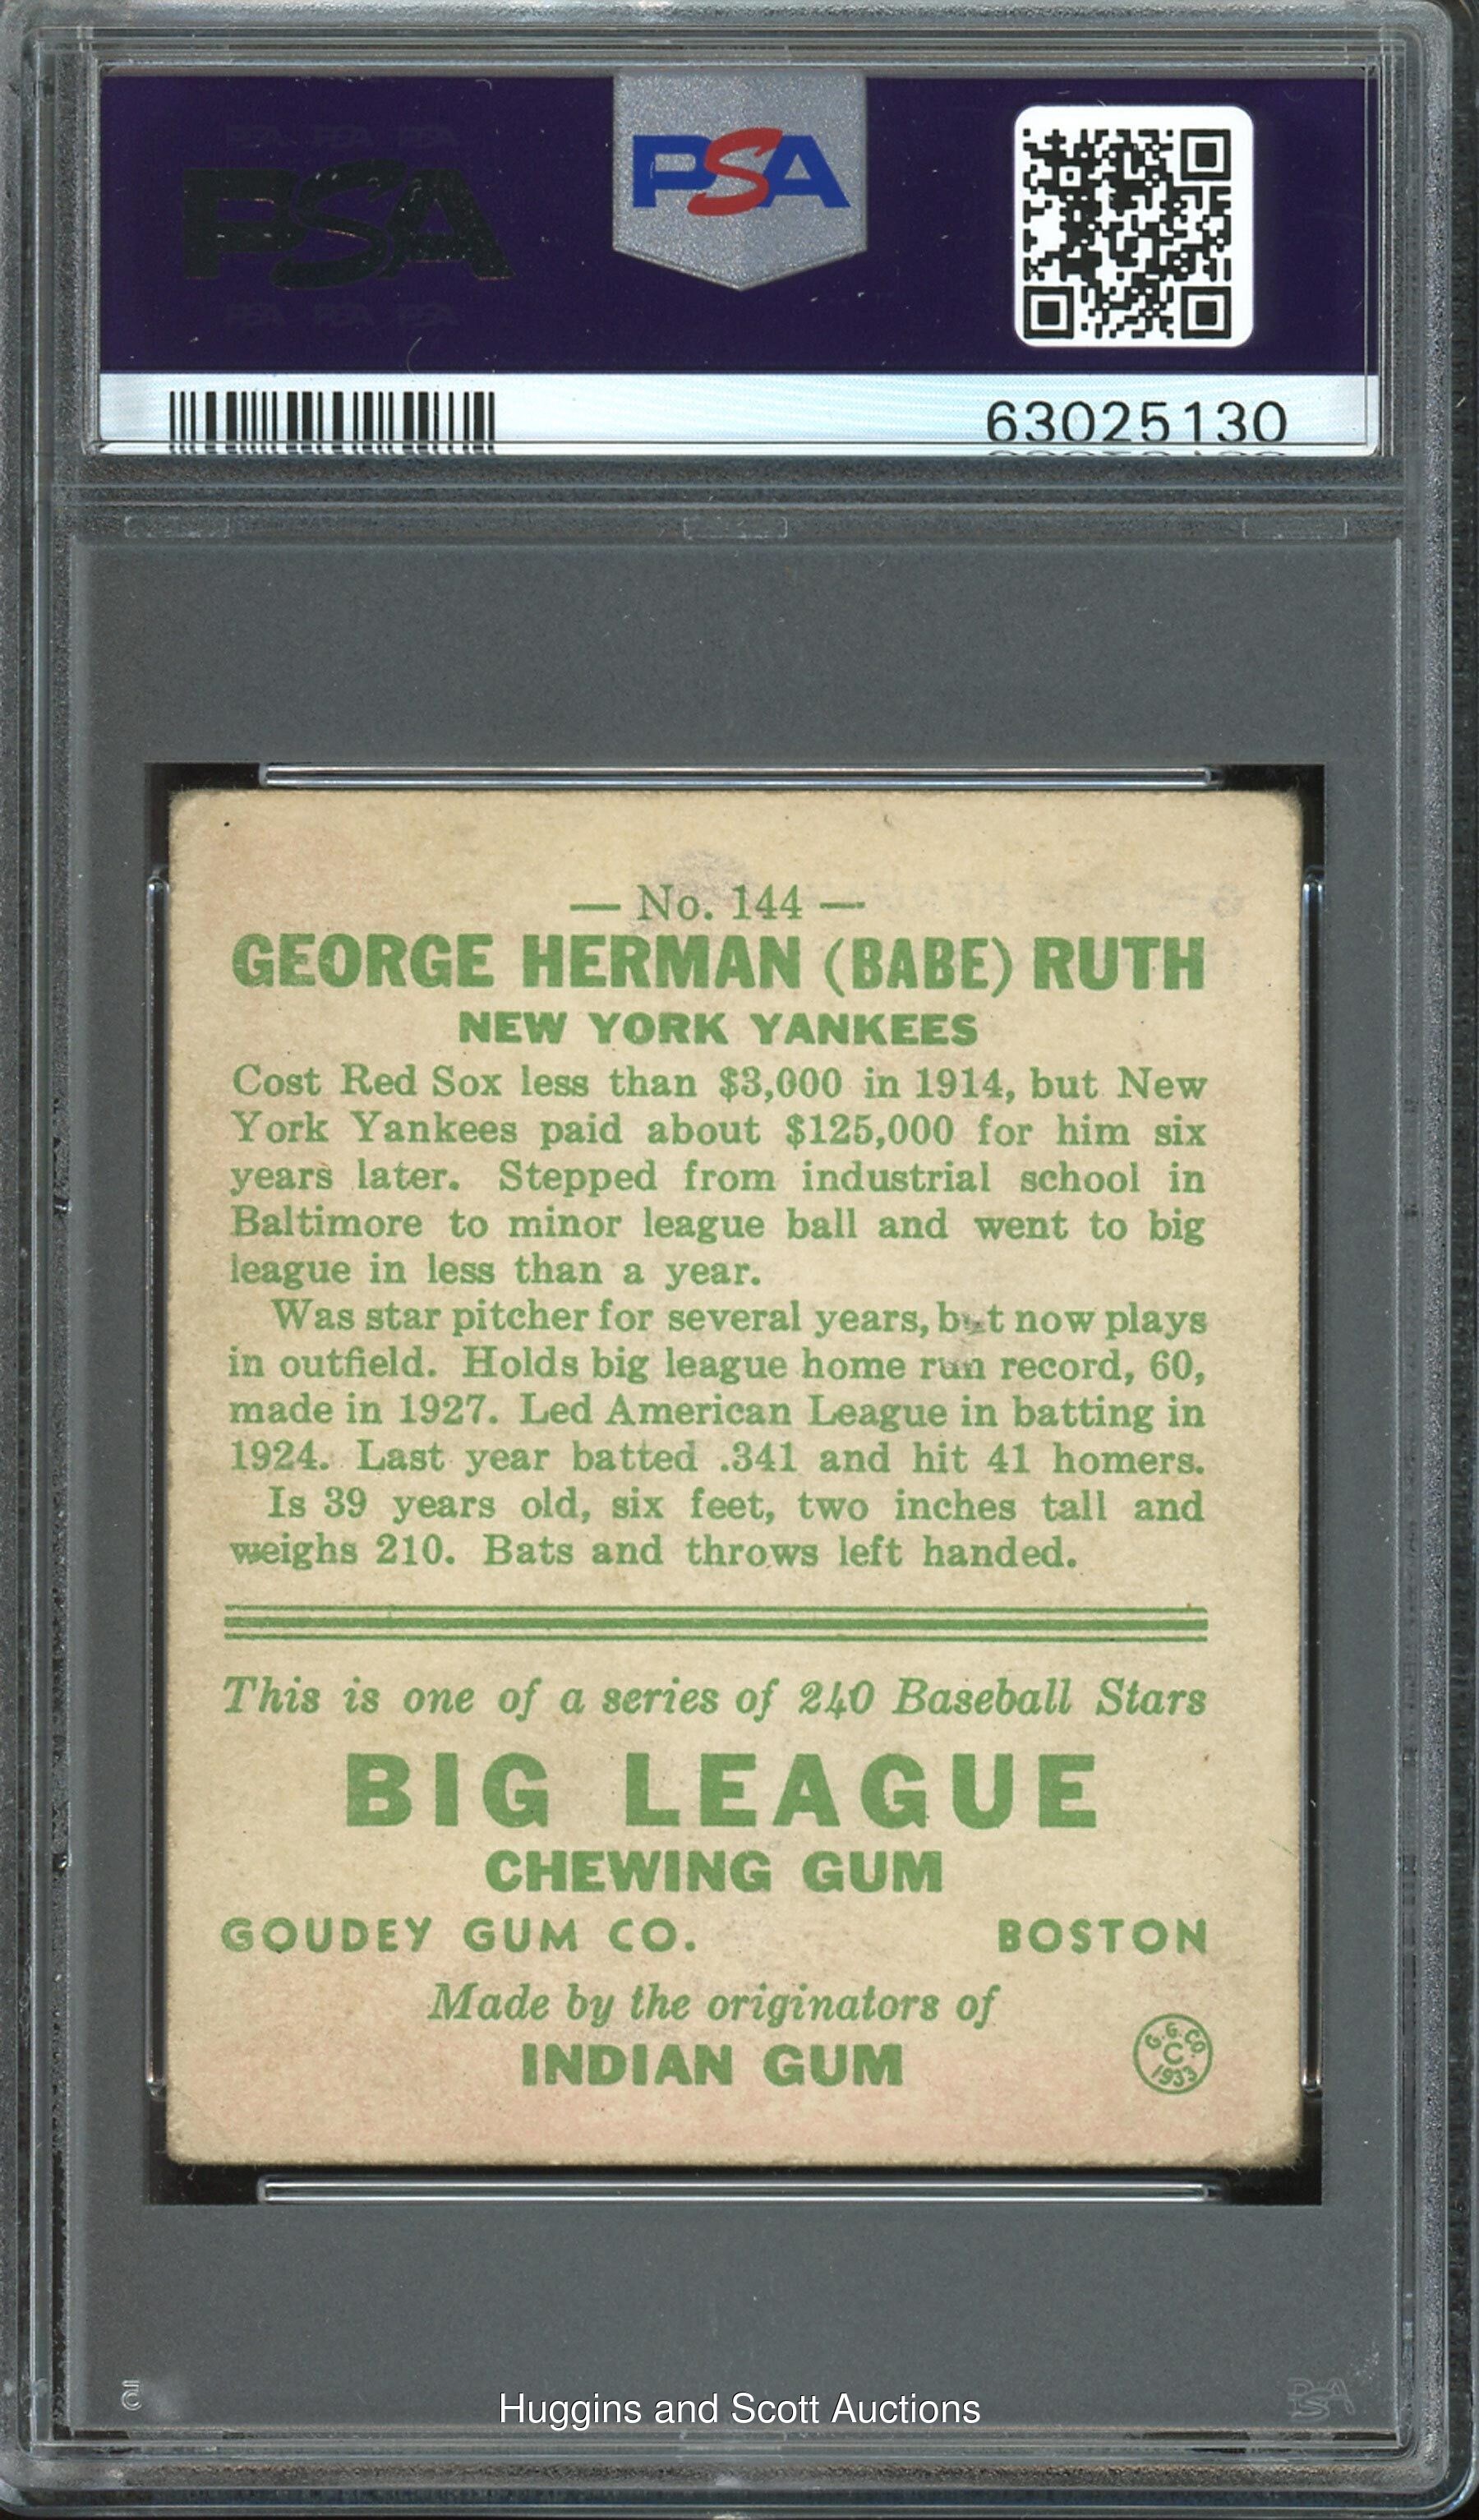 PSA
PSA
63025130
— No. 144 —
GEORGE HERMAN (BABE) RUTH
NEW YORK YANKEES
Cost Red Sox less than $3,000 in 1914, but New
York Yankees paid about $125,000 for him six
years later. Stepped from industrial school in
Baltimore to minor league ball and went to big
league in less than a year.
Was star pitcher for several years, but now plays
in outfield. Holds big league home run record, 60,
made in 1927. Led American League in batting in
1924. Last year batted .341 and hit 41 homers.
Is 39 years old, six feet, two inches tall and
weighs 210. Bats and throws left handed.
This is one of a series of 240 Baseball Stars
BIG LEAGUE
CHEWING GUM
GOUDEY GUM CO. BOSTON
Made by the originators of
INDIAN GUM
G.G.CO.
C
1933
Huggins and Scott Auctions
PSA